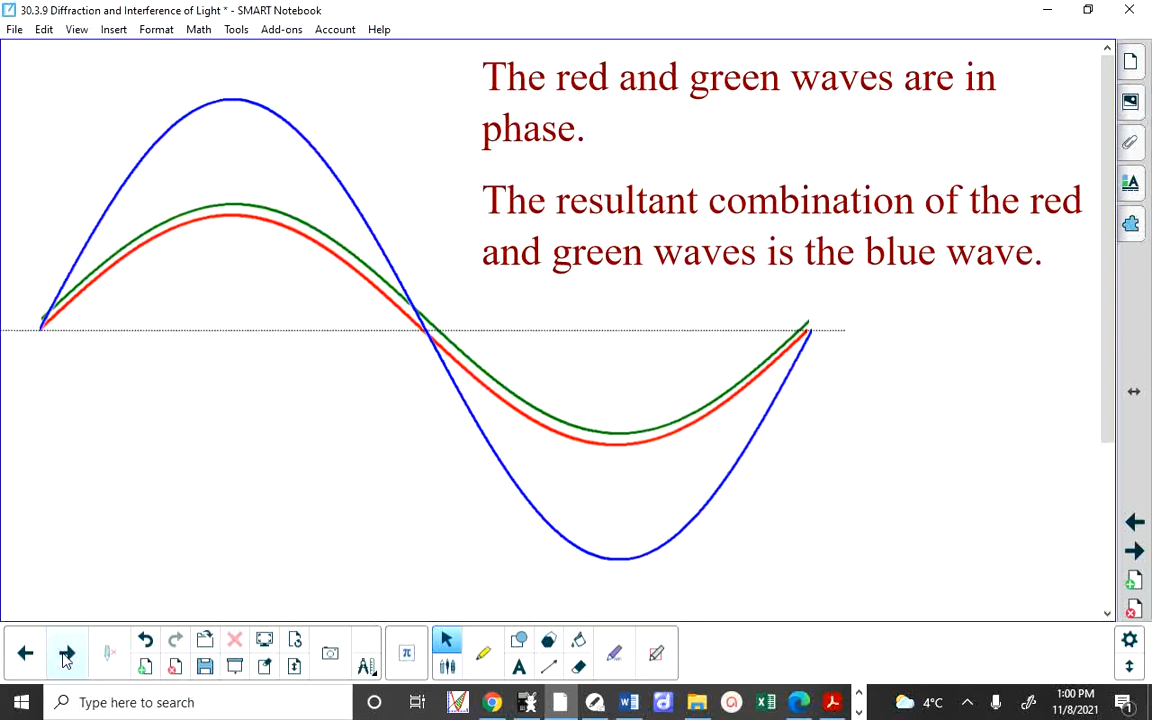 30.3.9 Diffraction and Interference of Light * - SMART Notebook
File Edit View Insert Format Math Tools Add-ons Account Help
The red and green waves are in
phase.
The resultant combination of the red
and green waves is the blue wave.
π
A
Type here to search
4°C
1:00 PM
11/8/2021
1